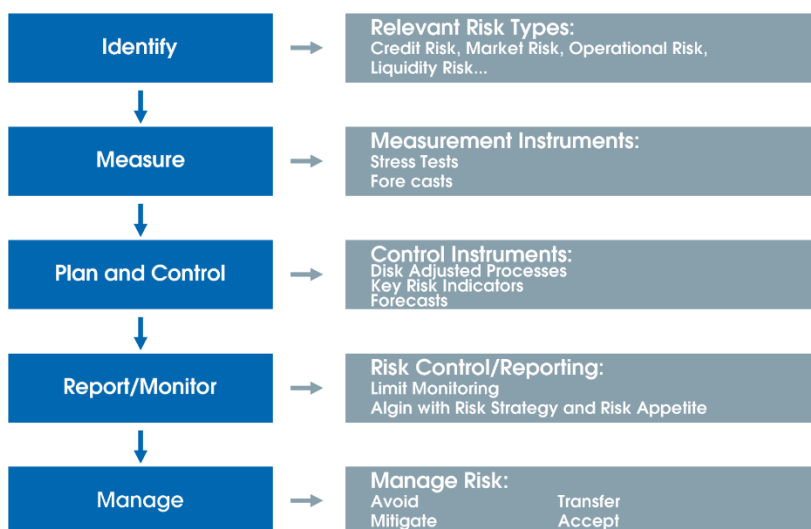 Identify
Relevant Risk Types:
Credit Risk, Market Risk, Operational Risk,
Liquidity Risk...
Measure
Measurement Instruments:
Stress Tests
Fore casts
Plan and Control
Control Instruments:
Disk Adjusted Processes
Key Risk Indicators
Forecasts
Report/Monitor
Risk Control/Reporting:
Limit Monitoring
Algin with Risk Strategy and Risk Appetite
Manage
Manage Risk:
Avoid Transfer
Mitigate Accept